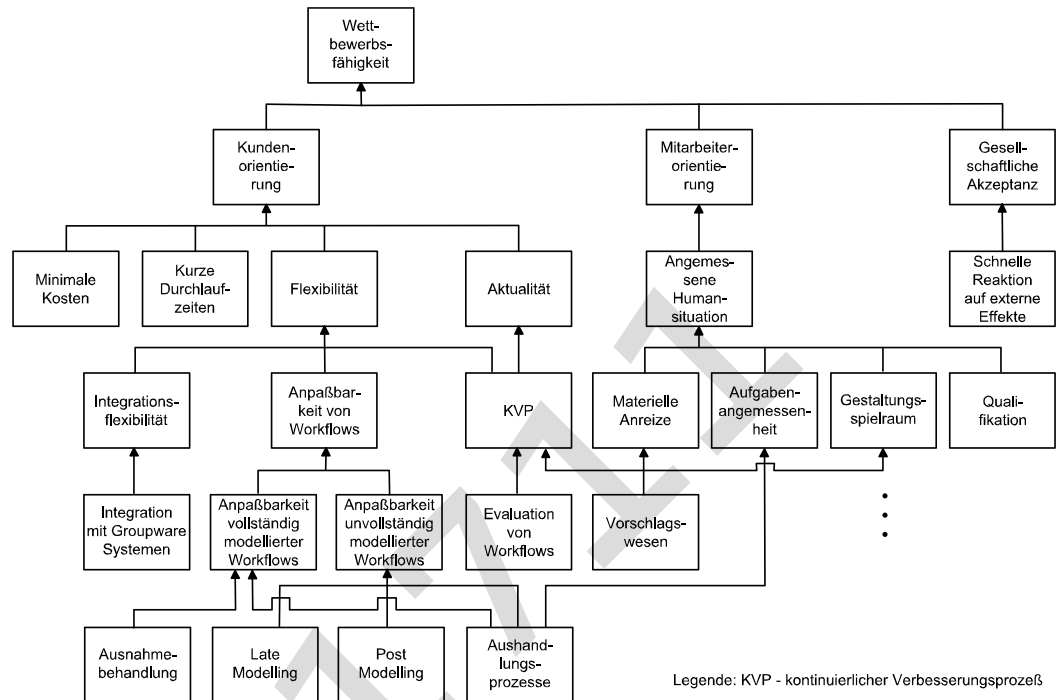 Wett-
bewerbs-
fähigkeit
Kunden-
orientie-
rung
Mitarbeiter-
orientie-
rung
Gesell-
schaftliche
Akzeptanz
Minimale
Kosten
Kurze
Durchlauf-
zeiten
Flexibilität
Aktualität
Angemes-
sene
Human-
situation
Schnelle
Reaktion
auf externe
Effekte
Integrations-
flexibilität
Anpaßbar-
keit von
Workflows
KVP
Materielle
Anreize
Aufgaben-
angemessen-
heit
Gestaltungs-
spielraum
Quali-
fikation
Integration
mit Groupware
Systemen
Anpaßbarkeit
vollständig
modellierter
Workflows
Anpaßbarkeit
unvollständig
modellierter
Workflows
Evaluation
von
Workflows
Vorschlags-
wesen
Ausnahme-
behandlung
Late
Modelling
Post
Modelling
Aushand-
lungs-
prozesse
Legende: KVP - kontinuierlicher Verbesserungsprozeß
1711